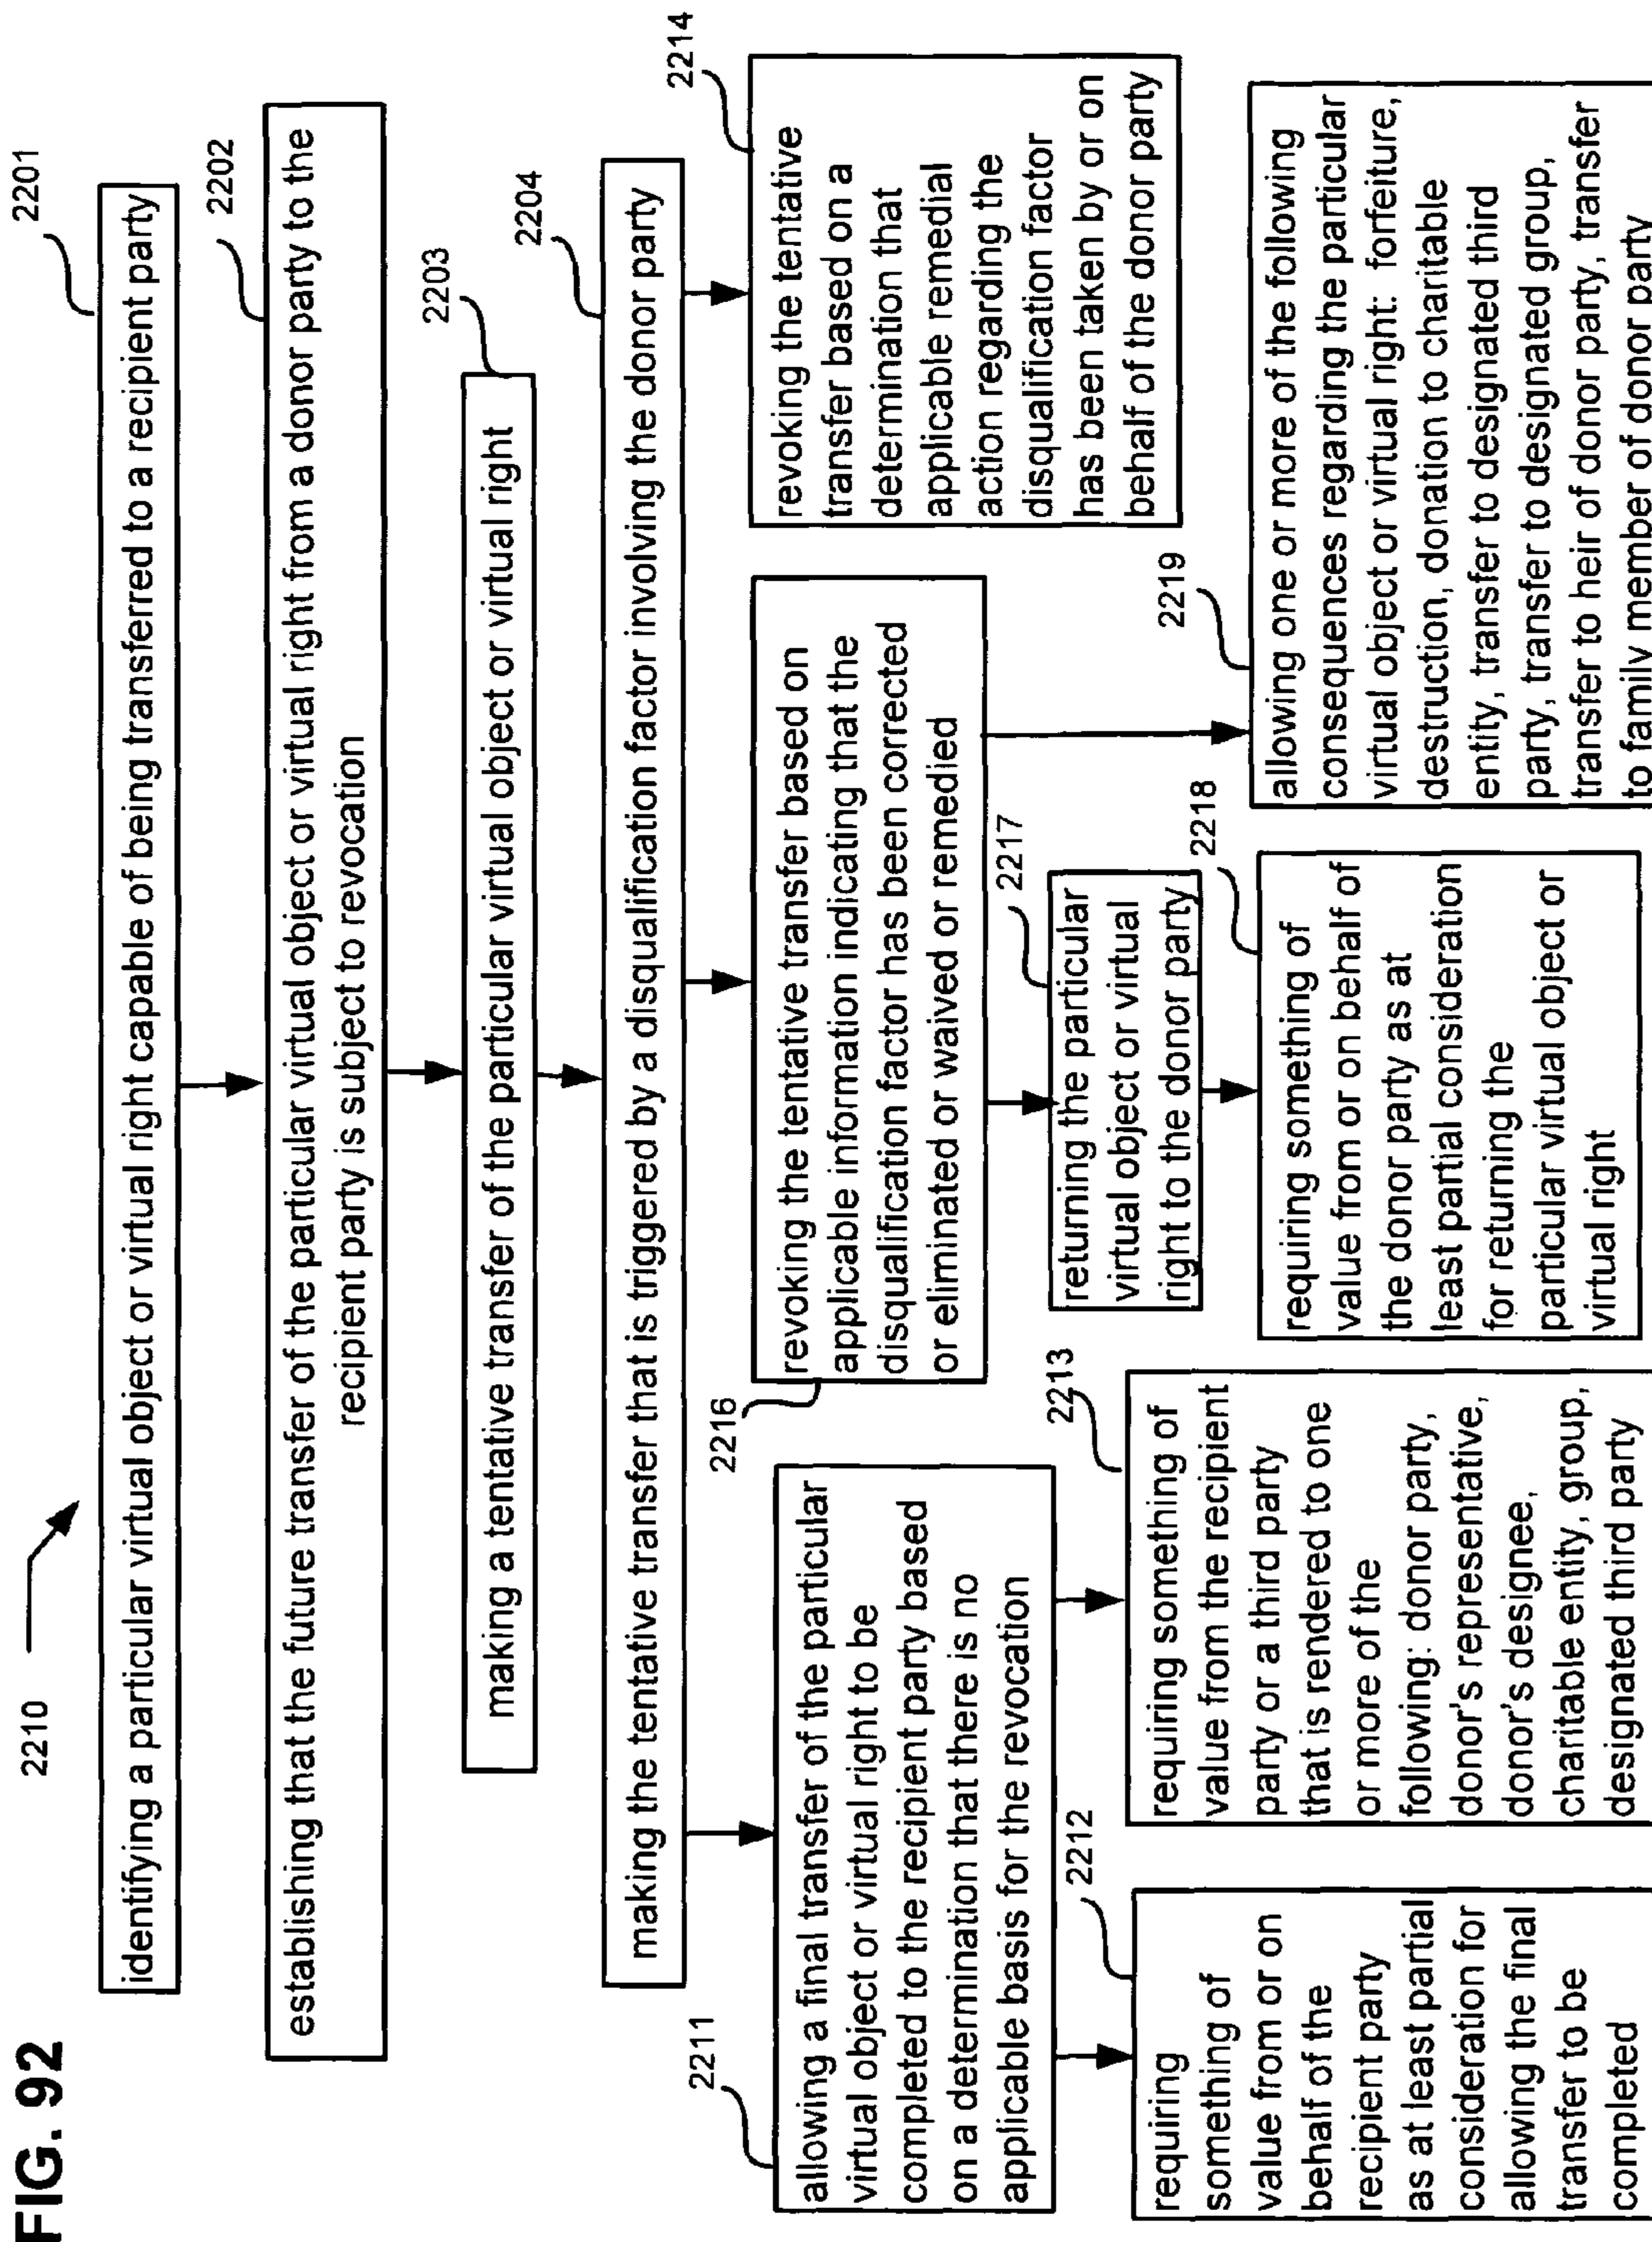 FIG. 92
2210
2201
identifying a particular virtual object or virtual right capable of being transferred to a recipient party
2202
establishing that the future transfer of the particular virtual object or virtual right from a donor party to the
recipient party is subject to revocation
2203
making a tentative transfer of the particular virtual object or virtual right
2204
making the tentative transfer that is triggered by a disqualification factor involving the donor party
2211
allowing a final transfer of the particular
virtual object or virtual right to be
completed to the recipient party based
on a determination that there is no
applicable basis for the revocation
2216
revoking the tentative transfer based on
applicable information indicating that the
disqualification factor has been corrected
or eliminated or waived or remedied
2214
revoking the tentative
transfer based on a
determination that
applicable remedial
action regarding the
disqualification factor
has been taken by or on
behalf of the donor party
2212
requiring
something of
value from or on
behalf of the
recipient party
as at least partial
consideration for
allowing the final
transfer to be
completed
2213
requiring something of
value from the recipient
party or a third party
that is rendered to one
or more of the
following: donor party,
donor's representative,
donor's designee,
charitable entity, group,
designated third party
2217
returning the particular
virtual object or virtual
right to the donor party
2218
requiring something of
value from or on behalf of
the donor party as at
least partial consideration
for returning the
particular virtual object or
virtual right
2219
allowing one or more of the following
consequences regarding the particular
virtual object or virtual right: forfeiture,
destruction, donation to charitable
entity, transfer to designated third
party, transfer to designated group,
transfer to heir of donor party, transfer
to family member of donor party